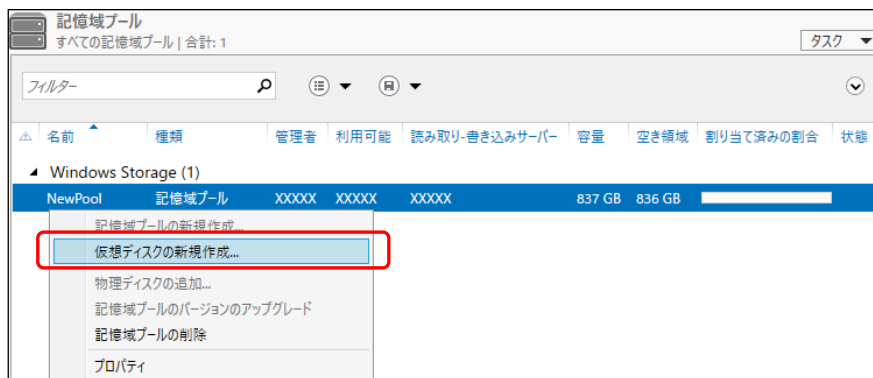 記憶域プール
すべての記憶域プール | 合計: 1
タスク
フィルター
名前 種類 管理者 利用可能 読み取り-書き込みサーバー 容量 空き領域 割り当て済みの割合 状態
Windows Storage (1)
NewPool 記憶域プール XXXXX XXXXX XXXXX 837 GB 836 GB
記憶域プールの新規作成...
仮想ディスクの新規作成...
物理ディスクの追加...
記憶域プールのバージョンのアップグレード
記憶域プールの削除
プロパティ